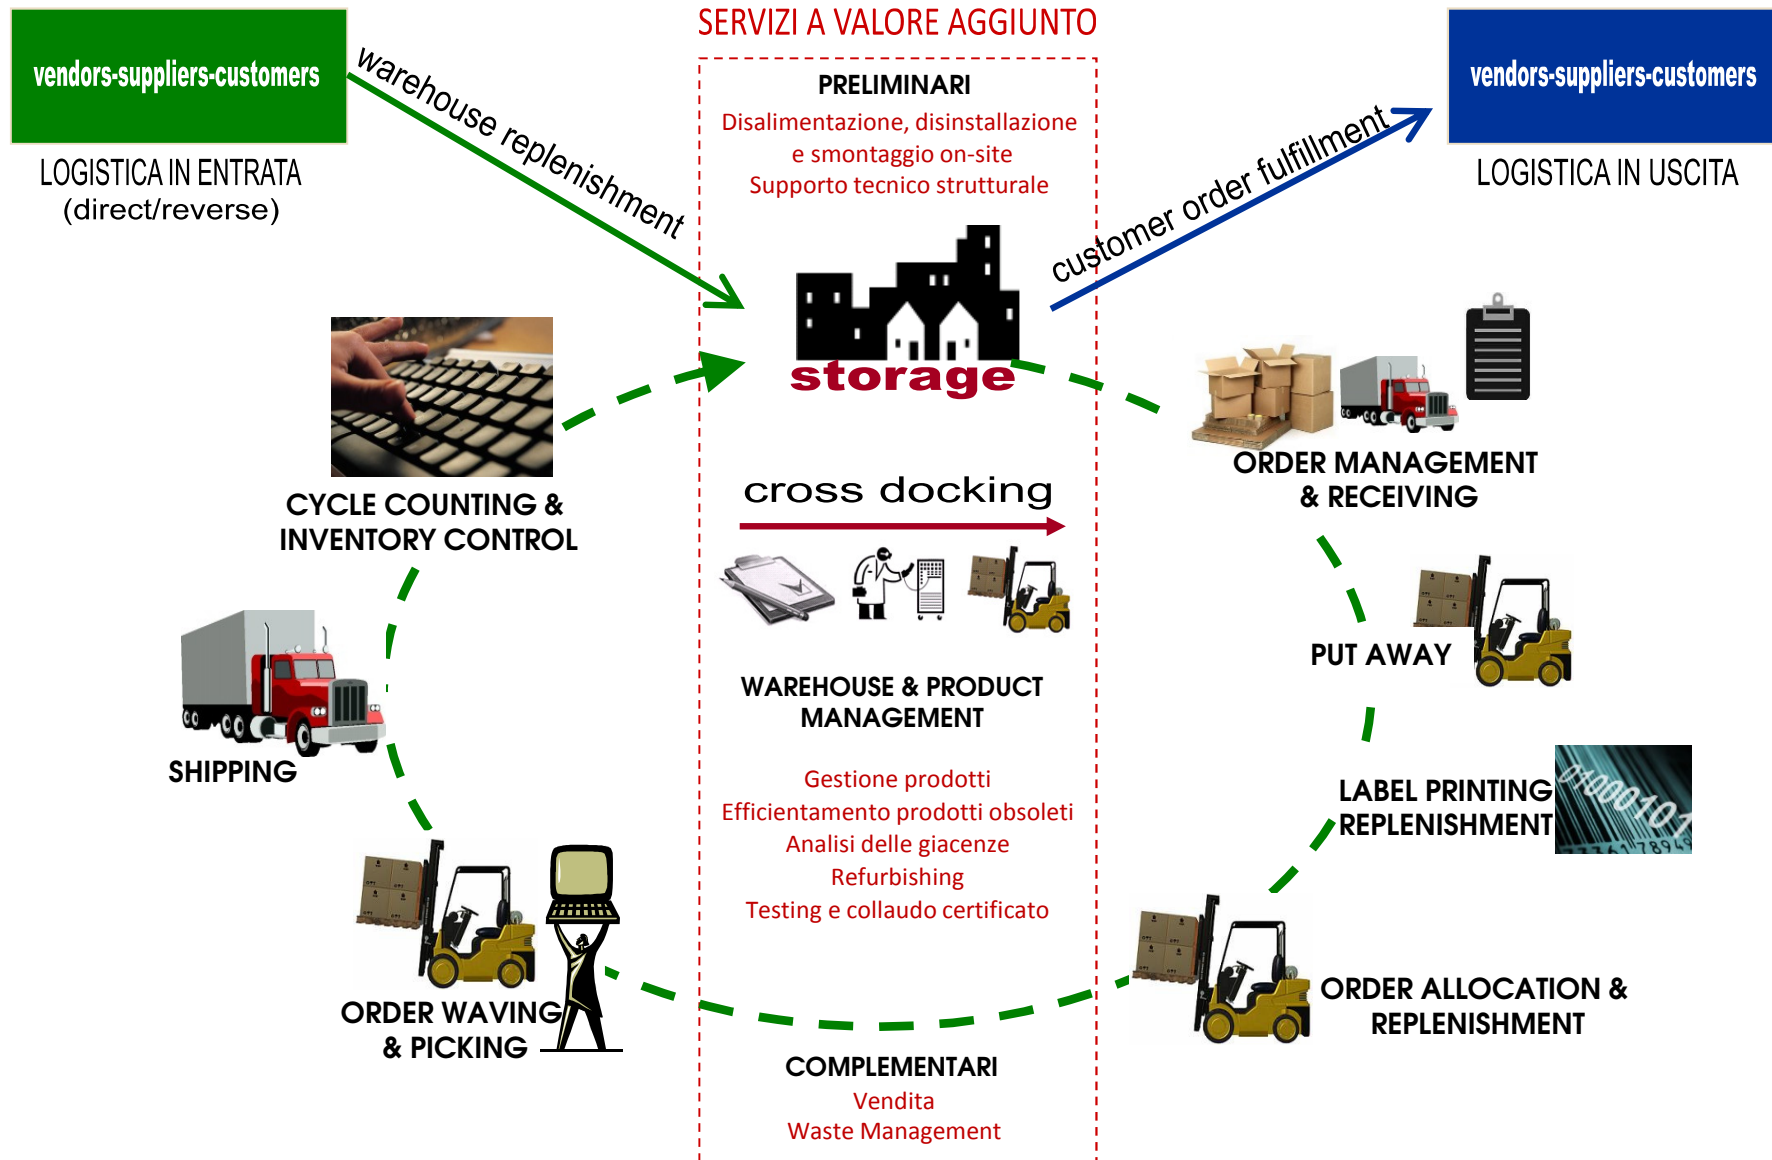 SERVIZI A VALORE AGGIUNTO
vendors-suppliers-customers
LOGISTICA IN ENTRATA
(direct/reverse)
warehouse replenishment
PRELIMINARI
Disalimentazione, disinstallazione
e smontaggio on-site
Supporto tecnico strutturale
customer order fulfillment
vendors-suppliers-customers
LOGISTICA IN USCITA
storage
cross docking
CYCLE COUNTING &
INVENTORY CONTROL
ORDER MANAGEMENT
& RECEIVING
PUT AWAY
SHIPPING
WAREHOUSE & PRODUCT
MANAGEMENT
Gestione prodotti
Efficientamento prodotti obsoleti
Analisi delle giacenze
Refurbishing
Testing e collaudo certificato
LABEL PRINTING
REPLENISHMENT
01000101
ORDER WAVING
& PICKING
ORDER ALLOCATION &
REPLENISHMENT
COMPLEMENTARI
Vendita
Waste Management